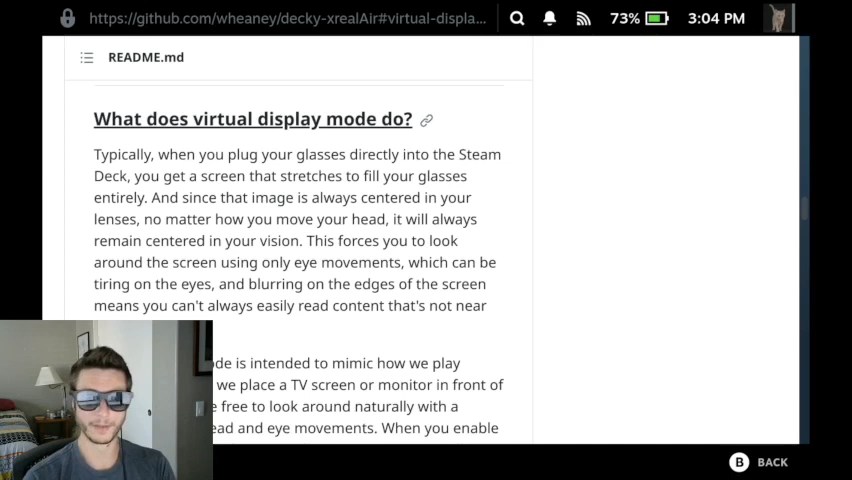 https://github.com/wheaney/decky-xrealAir#virtual-displa...
73%
3:04 PM
README.md
What does virtual display mode do?
Typically, when you plug your glasses directly into the Steam
Deck, you get a screen that stretches to fill your glasses
entirely. And since that image is always centered in your
lenses, no matter how you move your head, it will always
remain centered in your vision. This forces you to look
around the screen using only eye movements, which can be
tiring on the eyes, and blurring on the edges of the screen
means you can't always easily read content that's not near
is intended to mimic how we play
we place a TV screen or monitor in front of
free to look around naturally with a
and eye movements. When you enable
B BACK